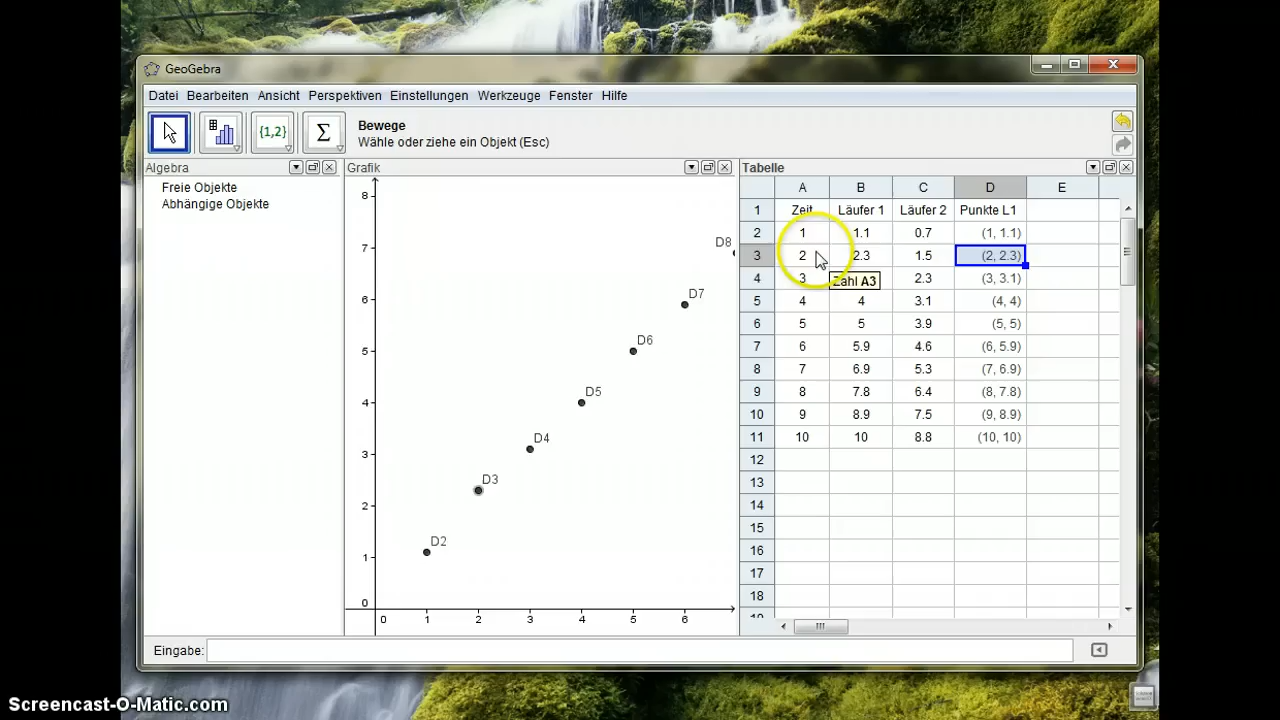 GeoGebra
Datei Bearbeiten Ansicht Perspektiven Einstellungen Werkzeuge Fenster Hilfe
{1,2} Σ
Bewege
Wähle oder ziehe ein Objekt (Esc)
Algebra
Freie Objekte
Abhängige Objekte
Grafik
8
7
6
5
4
3
2
1
0
0 1 2 3 4 5 6
D8
D7
D6
D5
D4
D3
D2
Tabelle
A B C D E
1 Zeit Läufer 1 Läufer 2 Punkte L1
2 1 1.1 0.7 (1, 1.1)
3 2 2.3 1.5 (2, 2.3)
4 3 2.3 (3, 3.1)
Zahl A3
5 4 4 3.1 (4, 4)
6 5 5 3.9 (5, 5)
7 6 5.9 4.6 (6, 5.9)
8 7 6.9 5.3 (7, 6.9)
9 8 7.8 6.4 (8, 7.8)
10 9 8.9 7.5 (9, 8.9)
11 10 10 8.8 (10, 10)
12
13
14
15
16
17
18
Eingabe:
Screencast-O-Matic.com